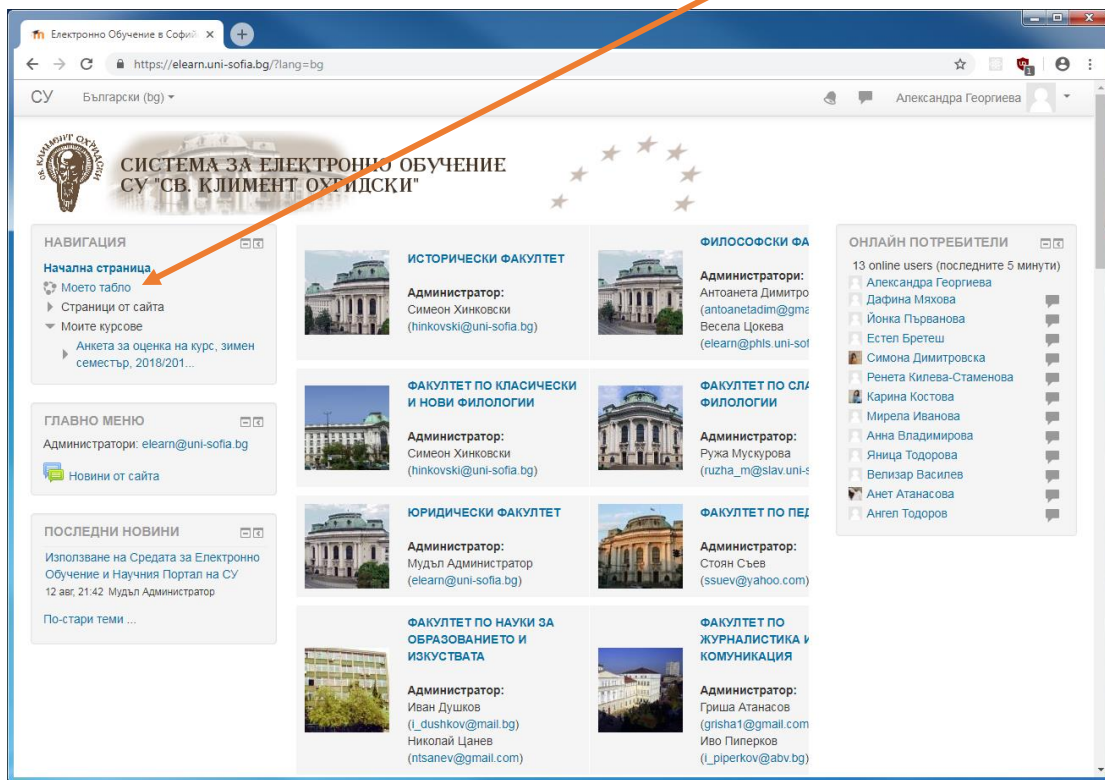 Електронно Обучение в Софий
https://elearn.uni-sofia.bg/?lang=bg
1
СУ Български (bg)
Александра Георгиева
СВ. КЛИМЕНТ ОХРИДСКИ
СИСТЕМА ЗА ЕЛЕКТРОННО ОБУЧЕНИЕ
СУ "СВ. КЛИМЕНТ ОХРИДСКИ"
НАВИГАЦИЯ
Начална страница
Моето табло
Страници от сайта
Моите курсове
Анкета за оценка на курс, зимен
семестър, 2018/201...
ГЛАВНО МЕНЮ
Администратори: elearn@uni-sofia.bg
Новини от сайта
ПОСЛЕДНИ НОВИНИ
Използване на Средата за Електронно
Обучение и Научния Портал на СУ
12 авг, 21:42 Мудъл Администратор
По-стари теми ...
ИСТОРИЧЕСКИ ФАКУЛТЕТ
Администратор:
Симеон Хинковски
(hinkovski@uni-sofia.bg)
ФИЛОСОФСКИ ФА
Администратори:
Антоанета Димитро
(antoanetadim@gma
Весела Цокева
(elearn@phls.uni-sof
ФАКУЛТЕТ ПО КЛАСИЧЕСКИ
И НОВИ ФИЛОЛОГИИ
Администратор:
Симеон Хинковски
(hinkovski@uni-sofia.bg)
ФАКУЛТЕТ ПО СЛА
ФИЛОЛОГИИ
Администратор:
Ружа Мускурова
(ruzha_m@slav.uni-s
ЮРИДИЧЕСКИ ФАКУЛТЕТ
Администратор:
Мудъл Администратор
(elearn@uni-sofia.bg)
ФАКУЛТЕТ ПО ПЕД
Администратор:
Стоян Съев
(ssuev@yahoo.com)
ФАКУЛТЕТ ПО НАУКИ ЗА
ОБРАЗОВАНИЕТО И
ИЗКУСТВАТА
Администратор:
Иван Душков
(i_dushkov@mail.bg)
Николай Цанев
(ntsanev@gmail.com)
ФАКУЛТЕТ ПО
ЖУРНАЛИСТИКА И
КОМУНИКАЦИЯ
Администратор:
Гриша Атанасов
(grisha1@gmail.com
Иво Пиперков
(i_piperkov@abv.bg)
ОНЛАЙН ПОТРЕБИТЕЛИ
13 online users (последните 5 минути)
Александра Георгиева
Дафина Мяхова
Йонка Първанова
Естел Бретеш
Симона Димитровска
Ренета Килева-Стаменова
Карина Костова
Мирела Иванова
Анна Владимирова
Яница Тодорова
Велизар Василев
Анет Атанасова
Ангел Тодоров